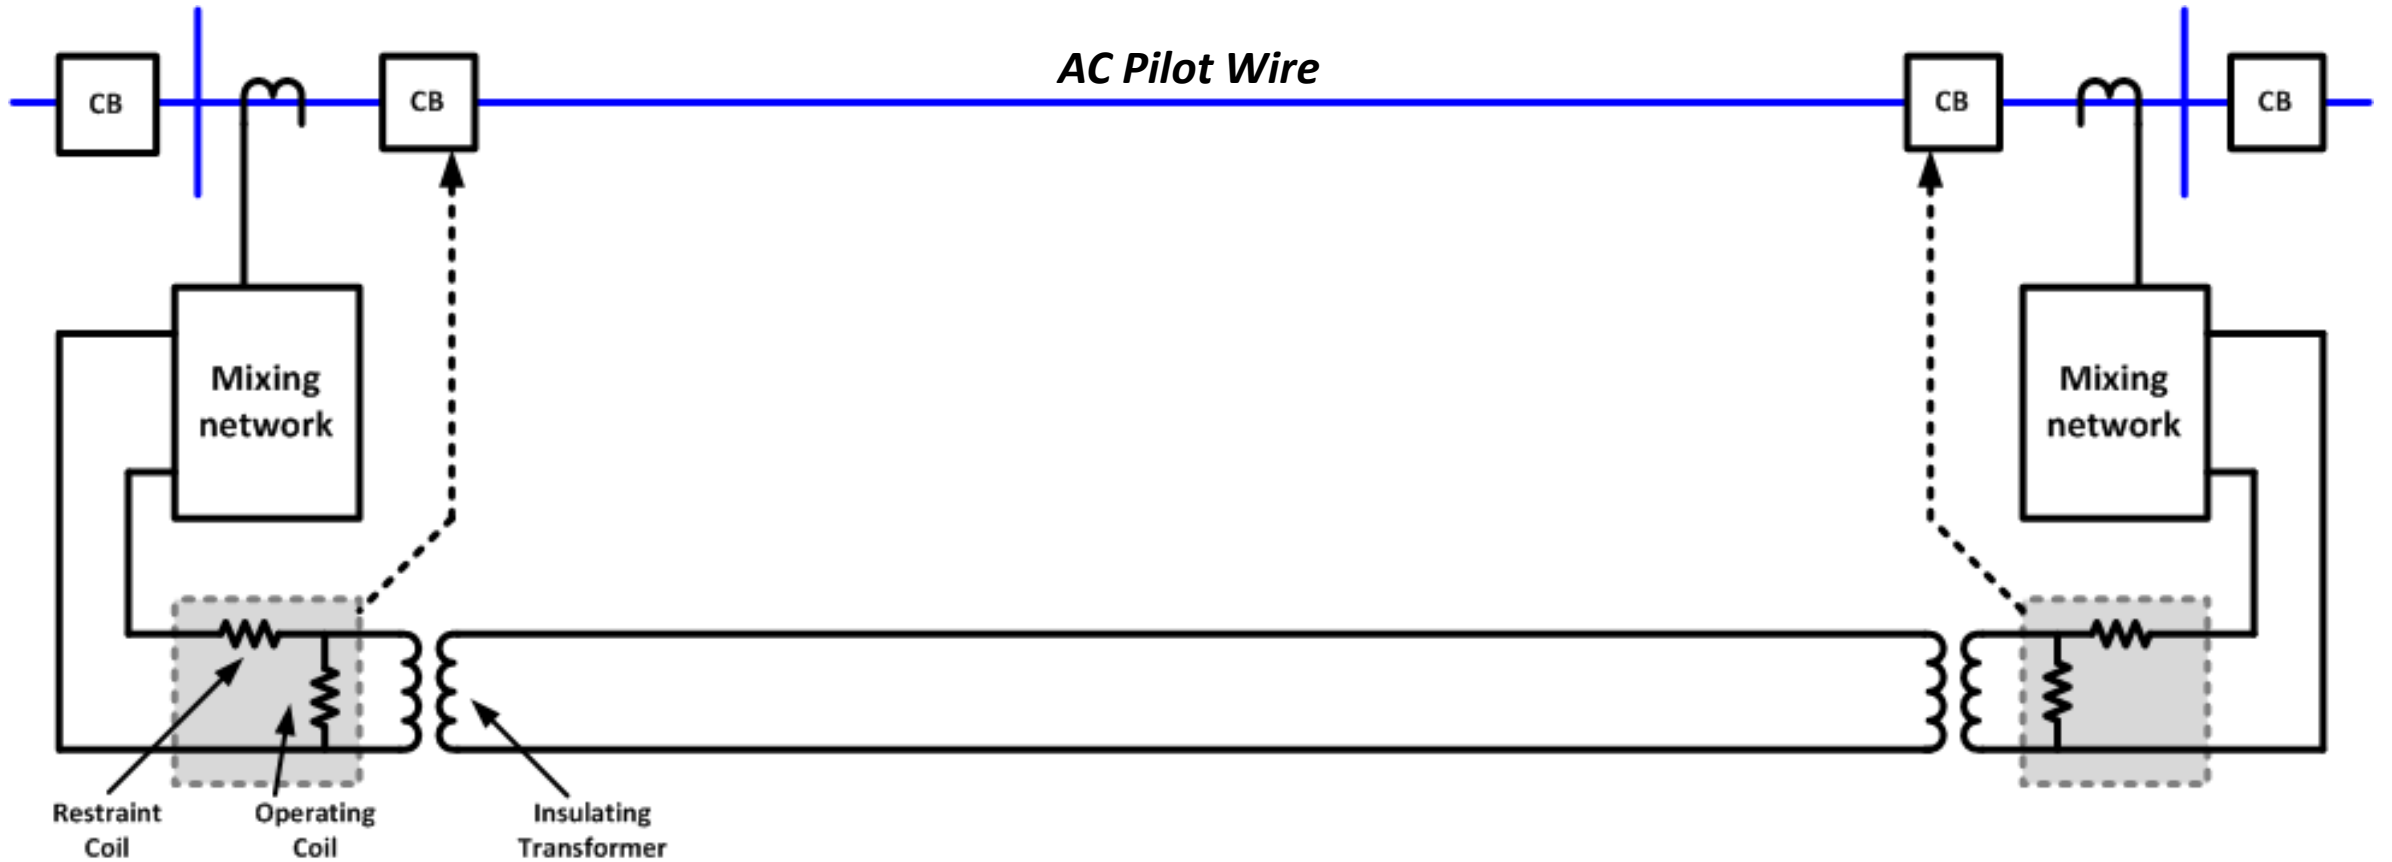 AC Pilot Wire
CB
CB
CB
CB
Mixing
network
Mixing
network
Restraint
Coil
Operating
Coil
Insulating
Transformer